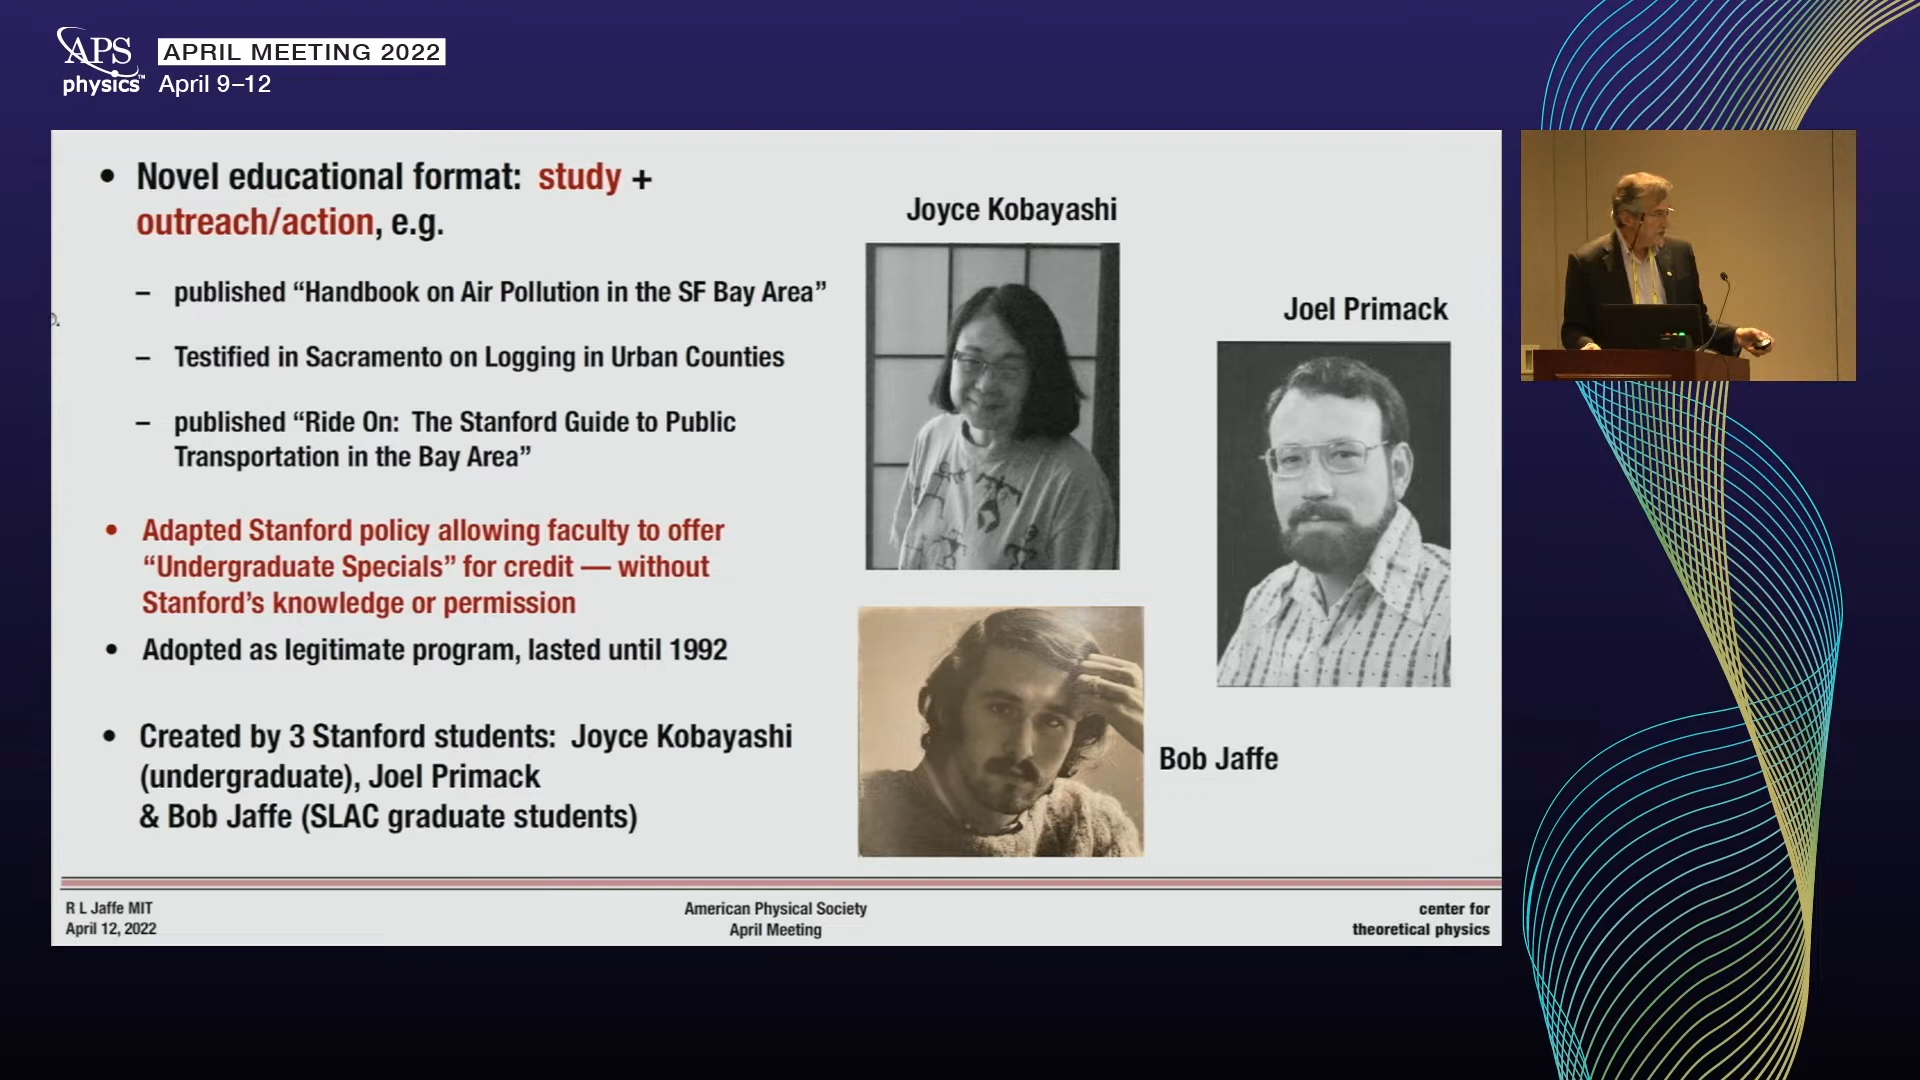 APS
physics™
APRIL MEETING 2022
April 9–12
• Novel educational format: study +
outreach/action, e.g.
– published “Handbook on Air Pollution in the SF Bay Area”
– Testified in Sacramento on Logging in Urban Counties
– published “Ride On: The Stanford Guide to Public
Transportation in the Bay Area”
• Adapted Stanford policy allowing faculty to offer
“Undergraduate Specials” for credit — without
Stanford’s knowledge or permission
• Adopted as legitimate program, lasted until 1992
• Created by 3 Stanford students: Joyce Kobayashi
(undergraduate), Joel Primack
& Bob Jaffe (SLAC graduate students)
Joyce Kobayashi
Joel Primack
Bob Jaffe
R L Jaffe MIT
April 12, 2022
American Physical Society
April Meeting
center for
theoretical physics